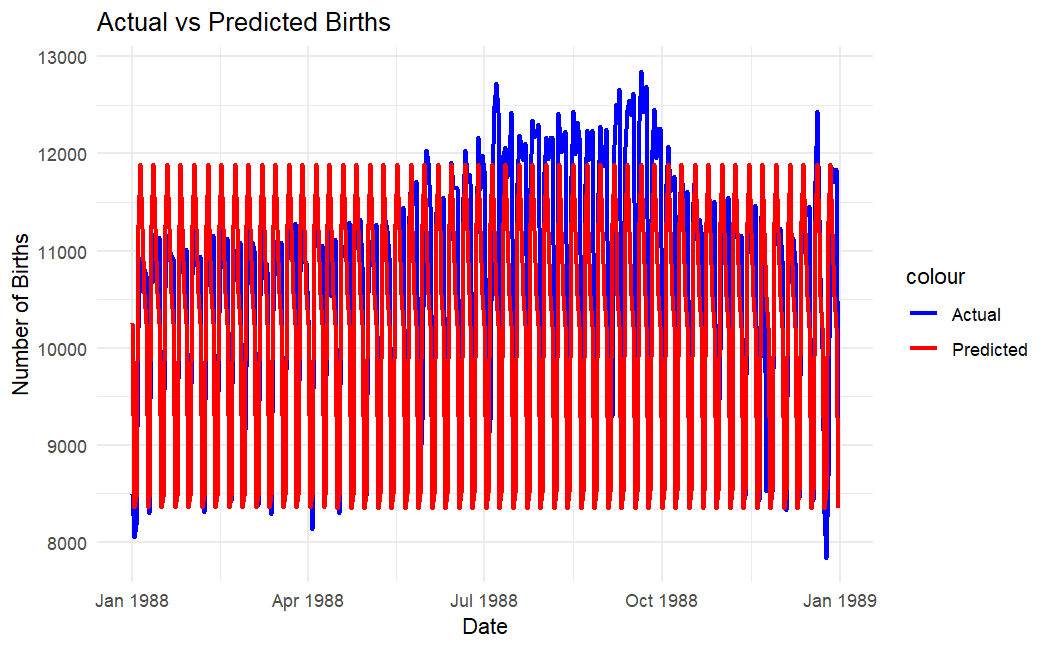 Actual vs Predicted Births
13000
12000
11000
10000
9000
8000
Number of Births
Jan 1988
Apr 1988
Jul 1988
Oct 1988
Jan 1989
Date
colour
Actual
Predicted